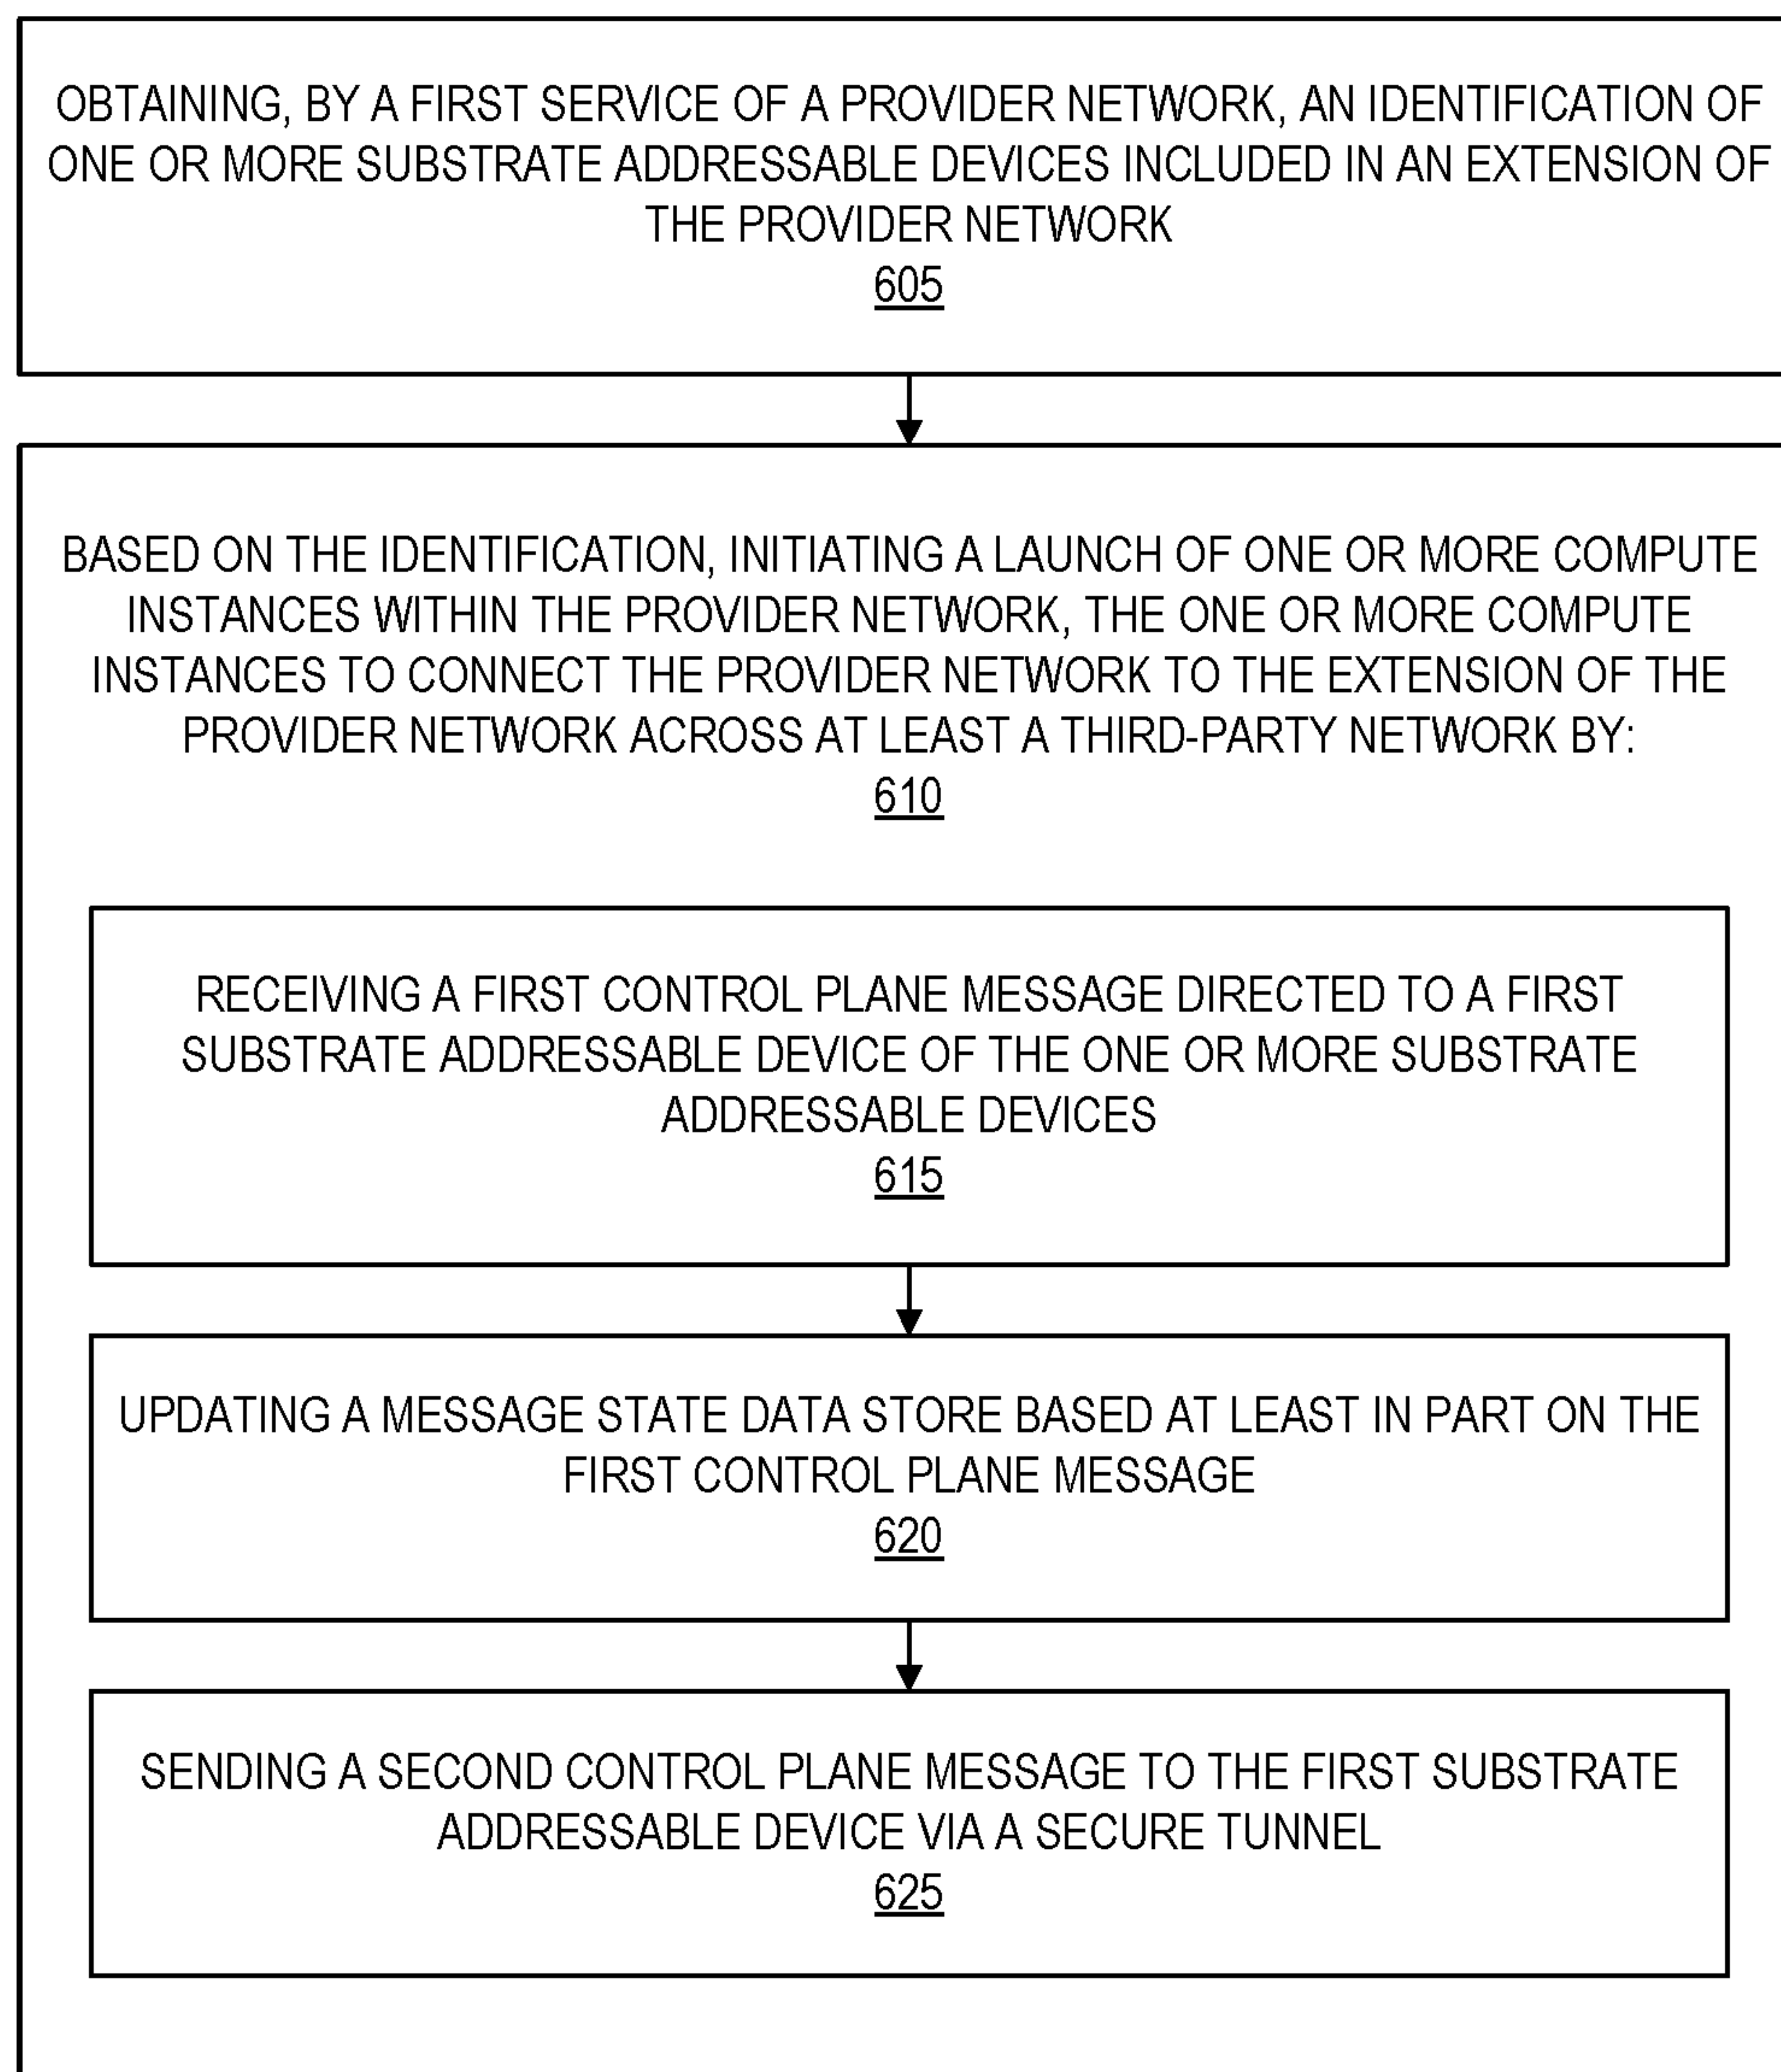 OBTAINING, BY A FIRST SERVICE OF A PROVIDER NETWORK, AN IDENTIFICATION OF
ONE OR MORE SUBSTRATE ADDRESSABLE DEVICES INCLUDED IN AN EXTENSION OF
THE PROVIDER NETWORK
605
BASED ON THE IDENTIFICATION, INITIATING A LAUNCH OF ONE OR MORE COMPUTE
INSTANCES WITHIN THE PROVIDER NETWORK, THE ONE OR MORE COMPUTE
INSTANCES TO CONNECT THE PROVIDER NETWORK TO THE EXTENSION OF THE
PROVIDER NETWORK ACROSS AT LEAST A THIRD-PARTY NETWORK BY:
610
RECEIVING A FIRST CONTROL PLANE MESSAGE DIRECTED TO A FIRST
SUBSTRATE ADDRESSABLE DEVICE OF THE ONE OR MORE SUBSTRATE
ADDRESSABLE DEVICES
615
UPDATING A MESSAGE STATE DATA STORE BASED AT LEAST IN PART ON THE
FIRST CONTROL PLANE MESSAGE
620
SENDING A SECOND CONTROL PLANE MESSAGE TO THE FIRST SUBSTRATE
ADDRESSABLE DEVICE VIA A SECURE TUNNEL
625